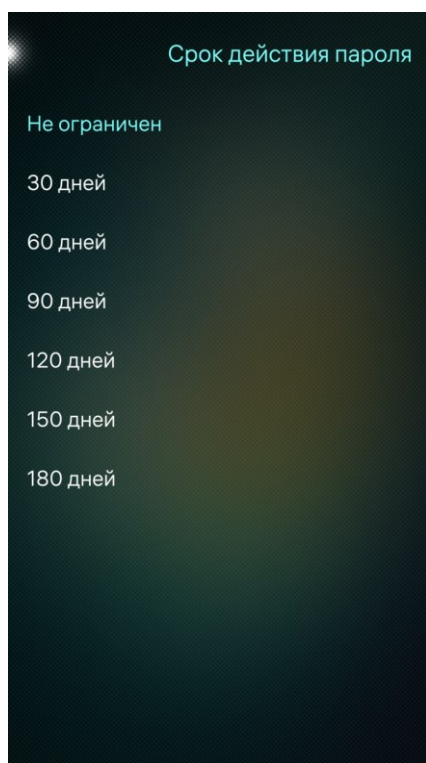 Срок действия пароля
Не ограничен
30 дней
60 дней
90 дней
120 дней
150 дней
180 дней